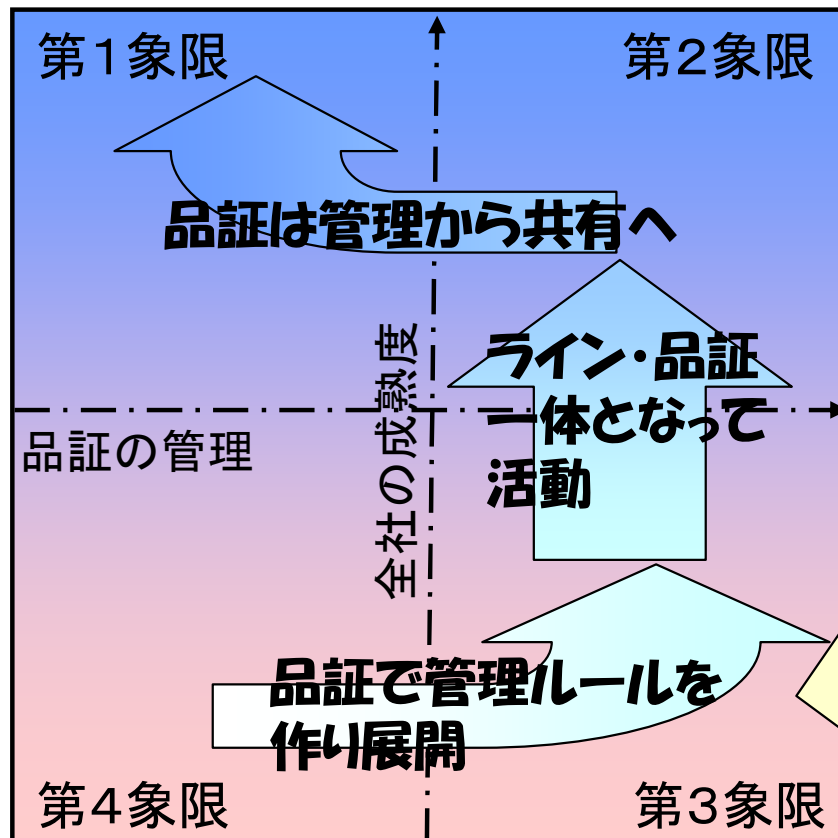 第１象限
第２象限
品証は管理から共有へ
ライン・品証
一体となって
活動
品証の管理
全社の成熟度
品証で管理ルールを
作り展開
第４象限
第３象限